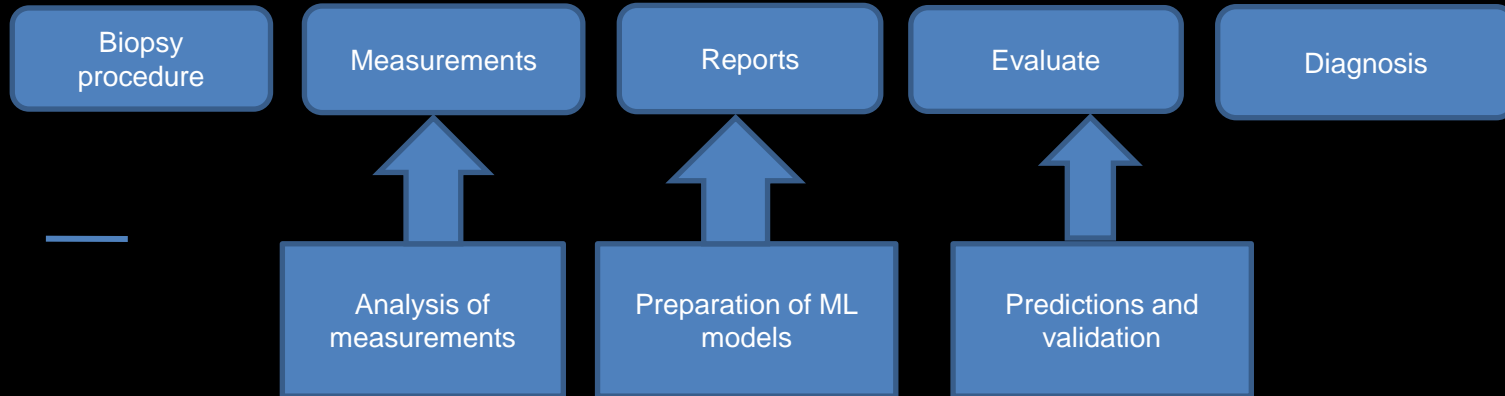 Biopsy
procedure
Measurements
Reports
Evaluate
Diagnosis
Analysis of
measurements
Preparation of ML
models
Predictions and
validation